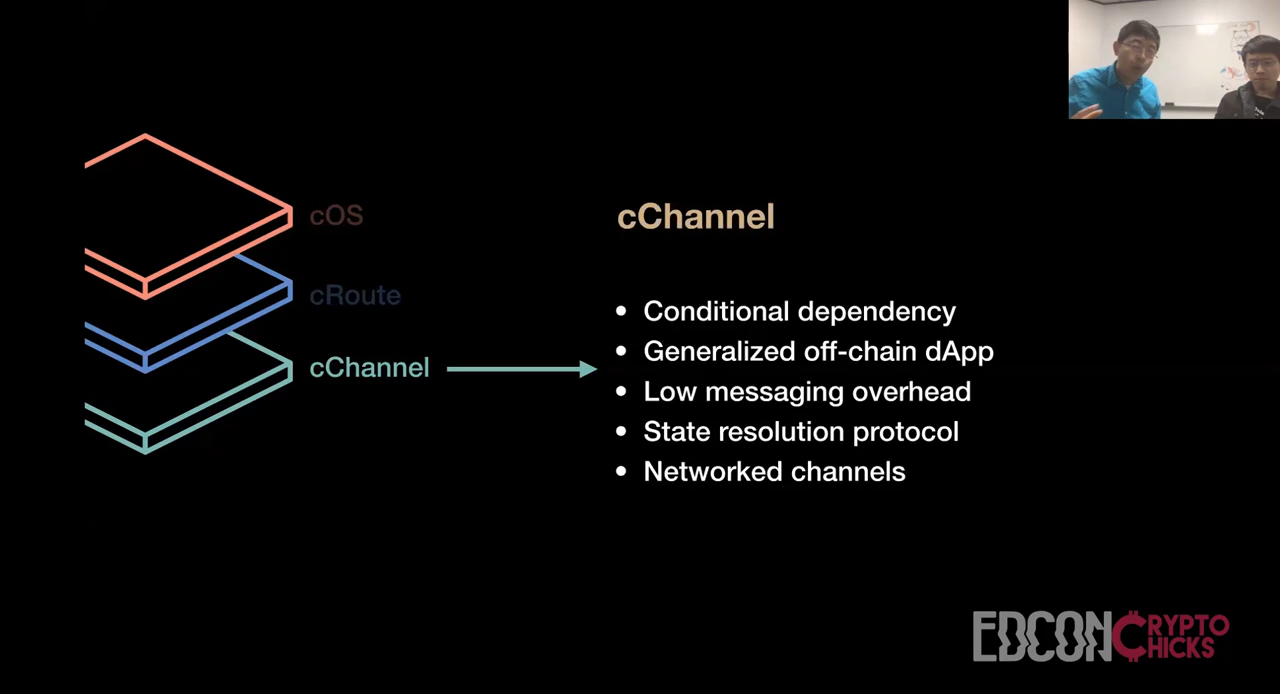 cOS
cRoute
cChannel
cChannel
• Conditional dependency
• Generalized off-chain dApp
• Low messaging overhead
• State resolution protocol
• Networked channels
EDCON CRYPTO
CHICKS